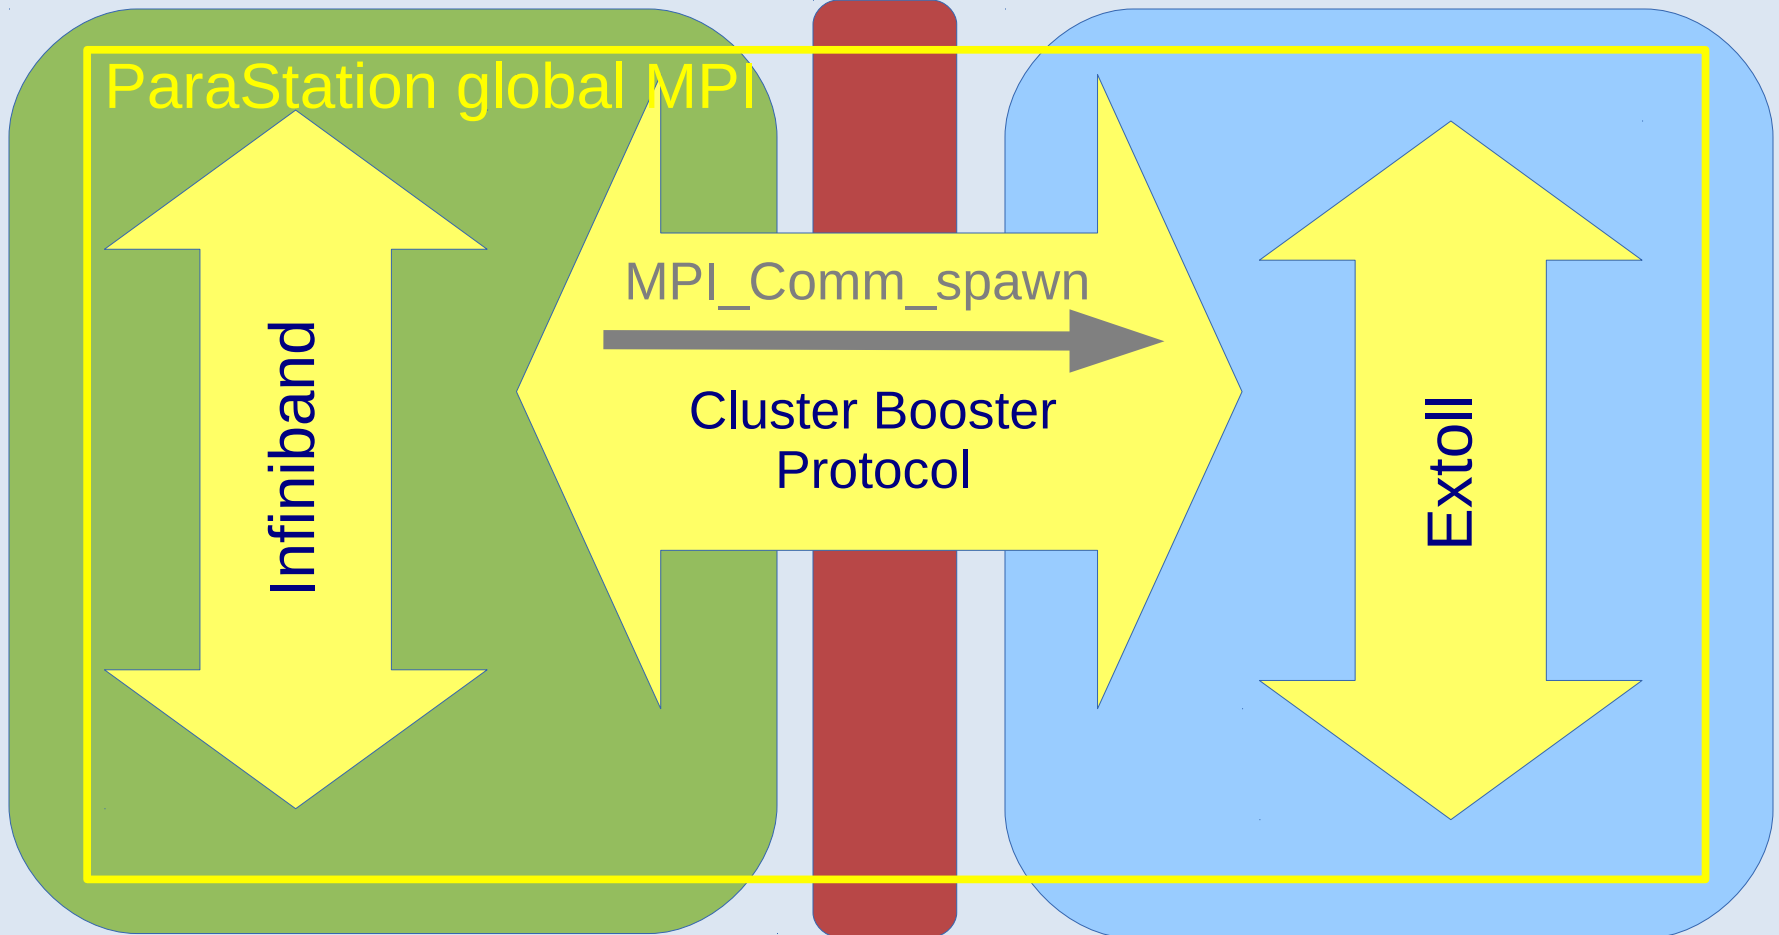 ParaStation global MPI
MPI_Comm_spawn
Infiniband
Cluster Booster
Protocol
Extoll